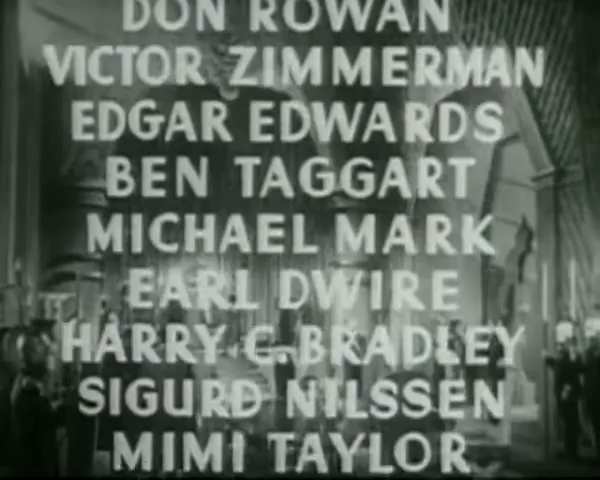 DON ROWAN
VICTOR ZIMMERMAN
EDGAR EDWARDS
BEN TAGGART
MICHAEL MARK
EARL DWIRE
HARRY C. BRADLEY
SIGURD NILSSEN
MIMI TAYLOR